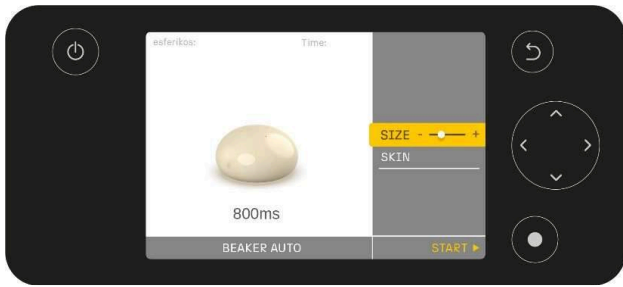 esferikos:
Time:
SIZE - +
SKIN
800ms
BEAKER AUTO
START ▶